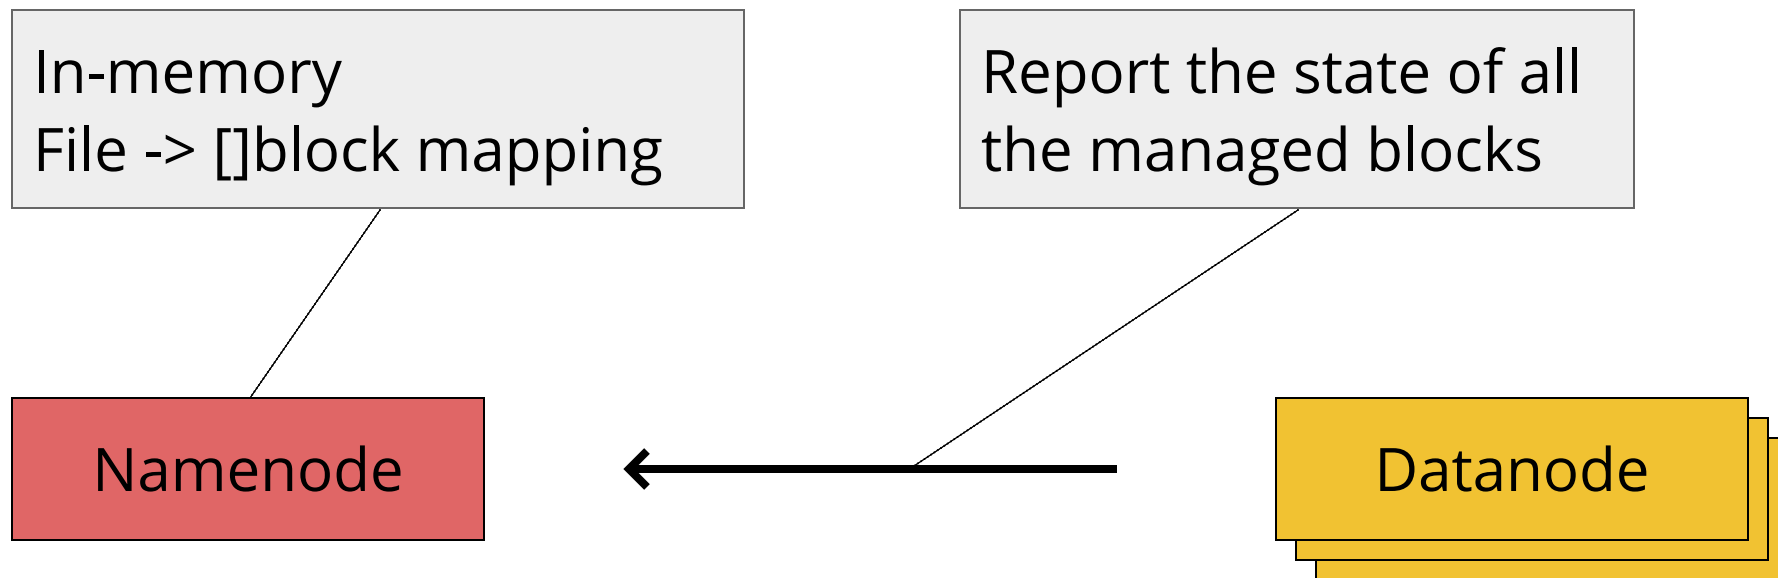 In-memory
File -> []block mapping
Report the state of all
the managed blocks
Namenode
Datanode